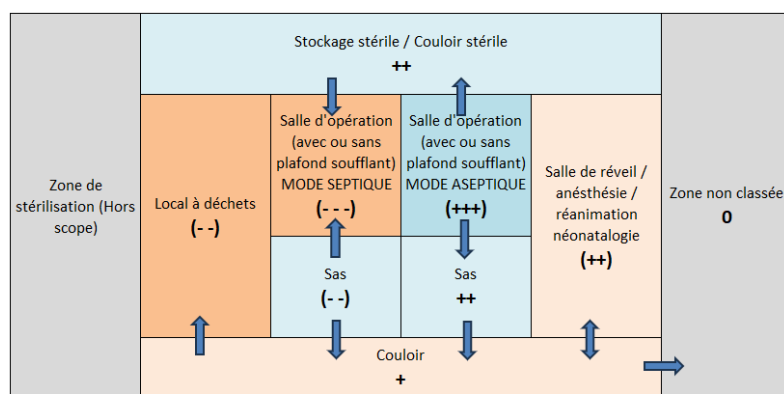 Stockage stérile / Couloir stérile
++
Zone de
stérilisation (Hors
scope)
Local à déchets
(- -)
Salle d'opération
(avec ou sans
plafond soufflant)
MODE SEPTIQUE
(- - -)
Salle d'opération
(avec ou sans
plafond soufflant)
MODE ASEPTIQUE
(+++)
Salle de réveil /
anésthésie /
réanimation
néonatalogie
(++)
Zone non classée
0
Sas
(- -)
Sas
++
Couloir
+